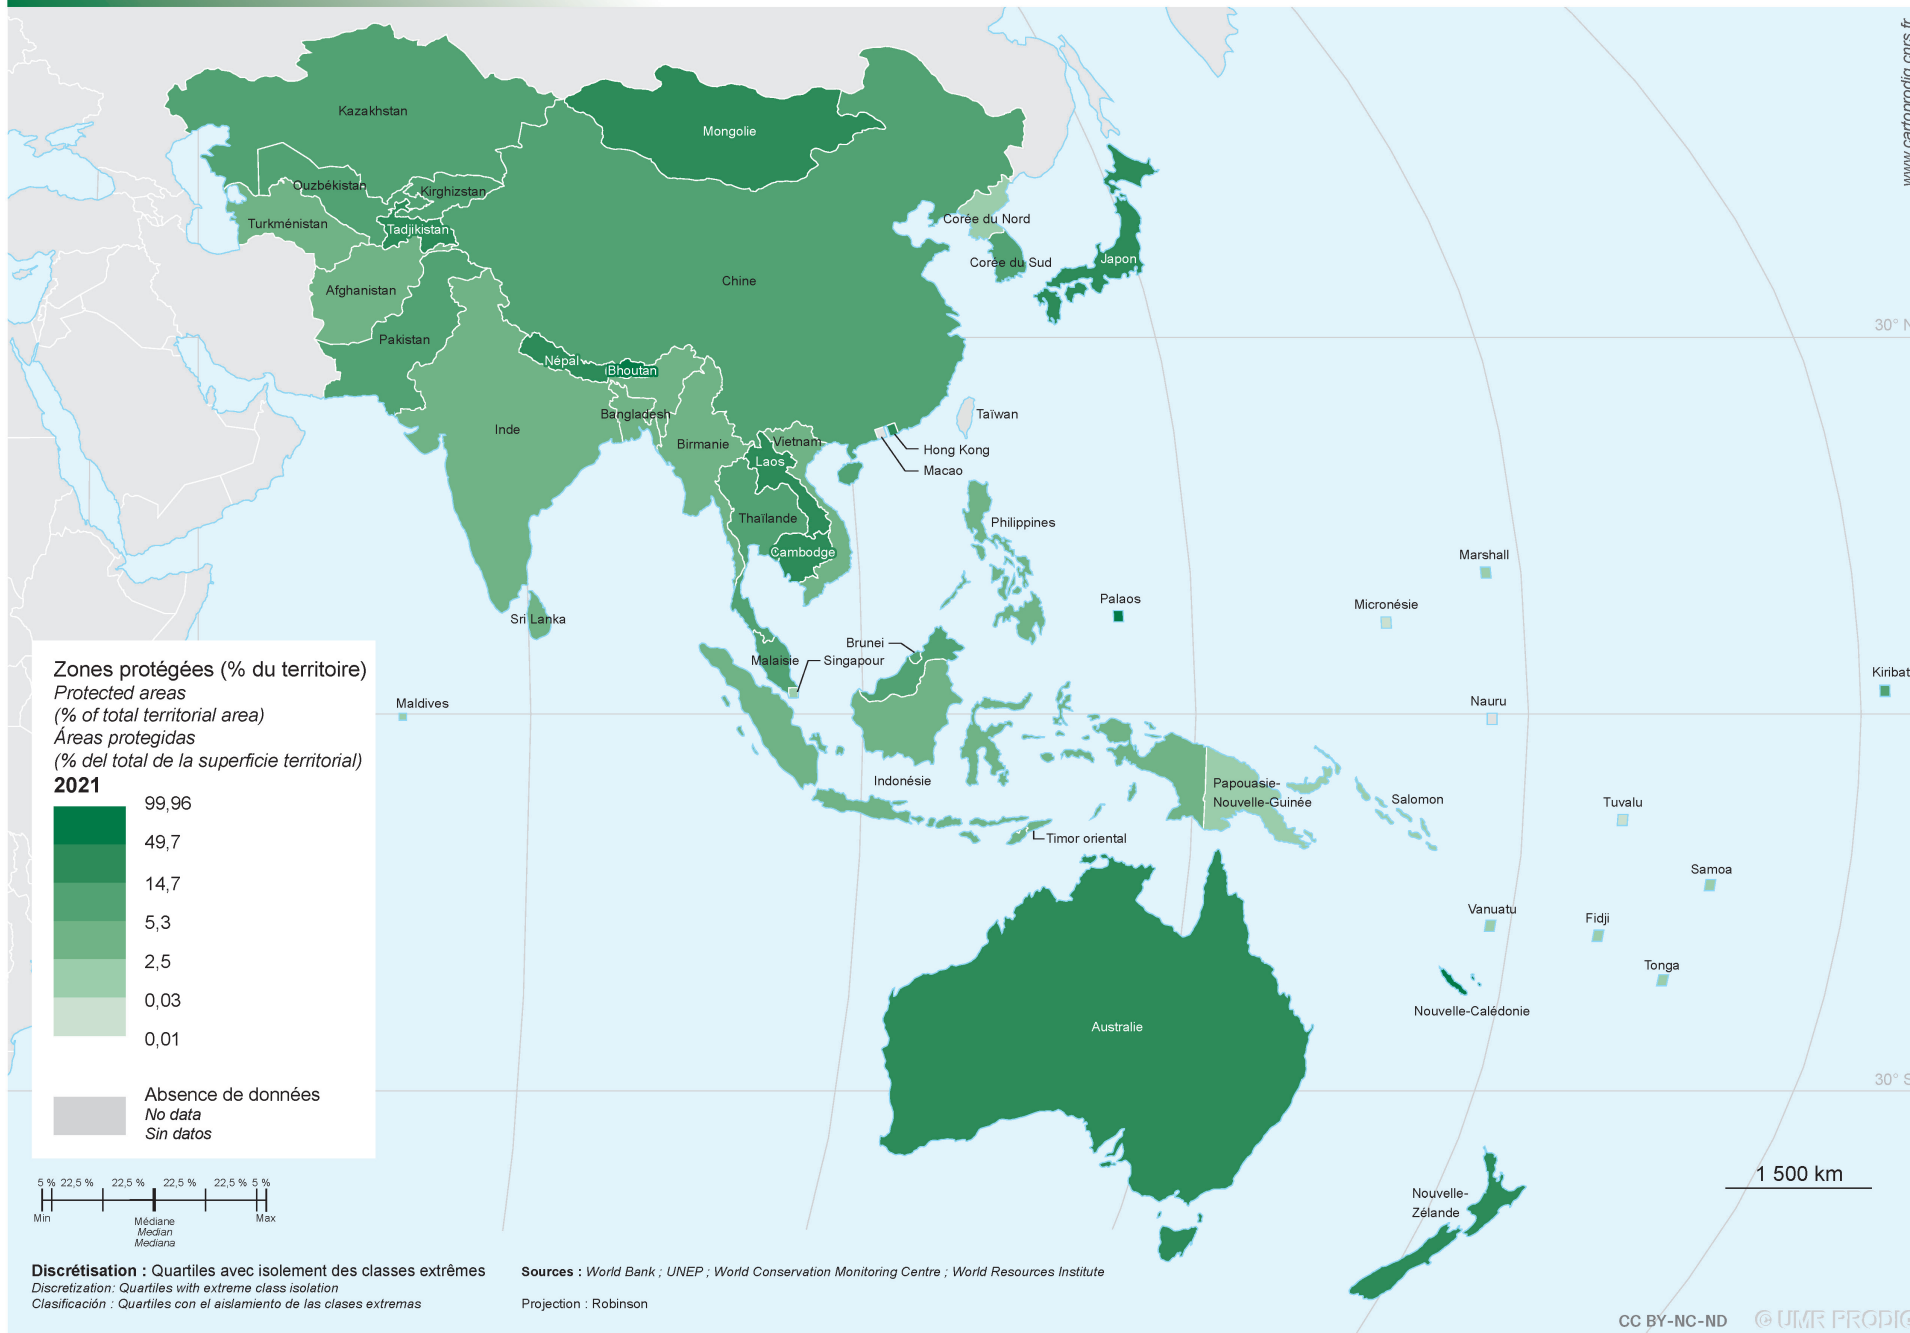 www.cartoprodig.cnrs.fr
Kazakhstan
Mongolie
Ouzbékistan
Kirghizstan
Turkménistan
Tadjikistan
Corée du Nord
Corée du Sud
Japon
Chine
Afghanistan
Pakistan
30° N
Népal
Bhoutan
Bangladesh
Inde
Birmanie
Vietnam
Taïwan
Hong Kong
Macao
Laos
Thaïlande
Philippines
Cambodge
Marshall
Palaos
Micronésie
Sri Lanka
Brunei
Malaisie
Singapour
Kiribat
Maldives
Nauru
Indonésie
Papouasie-
Nouvelle-Guinée
Salomon
Tuvalu
Timor oriental
Samoa
Vanuatu
Fidji
Tonga
Nouvelle-Calédonie
Australie
30° S
Nouvelle-
Zélande
1 500 km
Zones protégées (% du territoire)
Protected areas
(% of total territorial area)
Áreas protegidas
(% del total de la superficie territorial)
2021
99,96
49,7
14,7
5,3
2,5
0,03
0,01
Absence de données
No data
Sin datos
5 % 22,5 % 22,5 % 22,5 % 22,5 % 5 %
Min Max
Médiane
Median
Mediana
Discrétisation : Quartiles avec isolement des classes extrêmes
Discretization: Quartiles with extreme class isolation
Clasificación : Quartiles con el aislamiento de las clases extremas
Sources : World Bank ; UNEP ; World Conservation Monitoring Centre ; World Resources Institute
Projection : Robinson
CC BY-NC-ND © UMR PRODIG